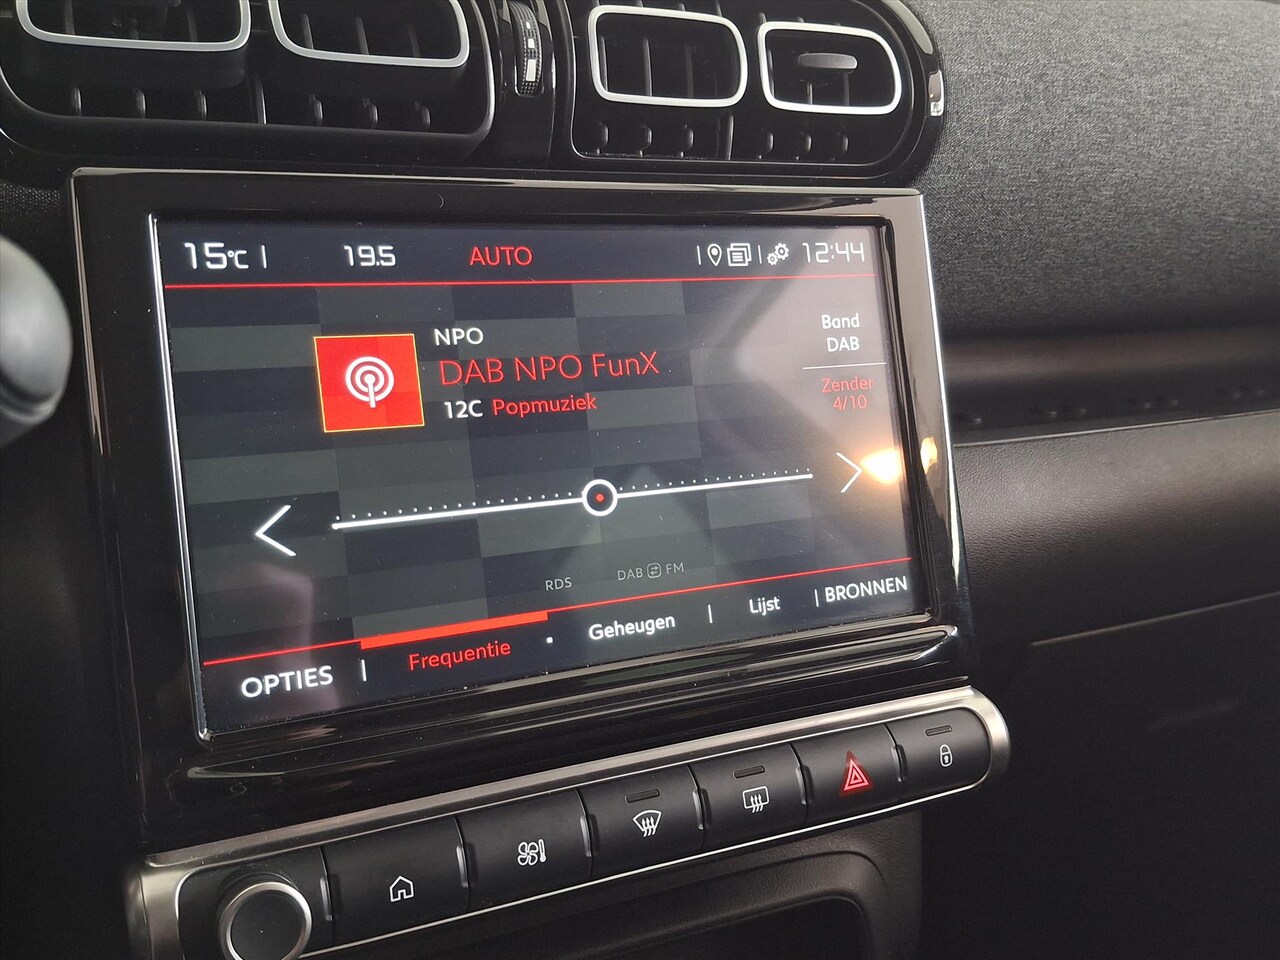 15°C | 19.5 AUTO 12:44
NPO
DAB NPO FunX
12C Popmuziek
Band
DAB
Zender
4/10
RDS DAB FM
OPTIES | Frequentie Geheugen | Lijst | BRONNEN